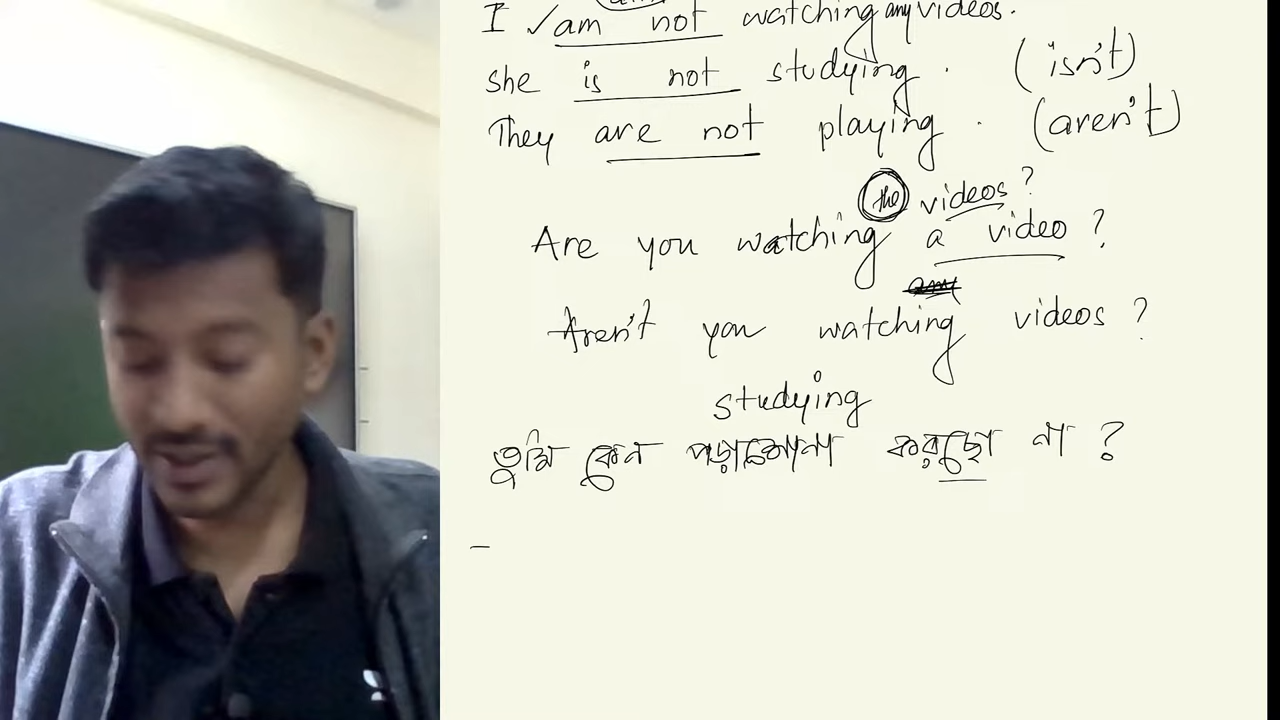 I ✓am not watching any videos.
she is not studying. (isn't)
They are not playing. (aren't)
the videos?
Are you watching a video?
Aren't you watching videos?
studying
তুমি কেন পড়াশোনা করছো না?
-